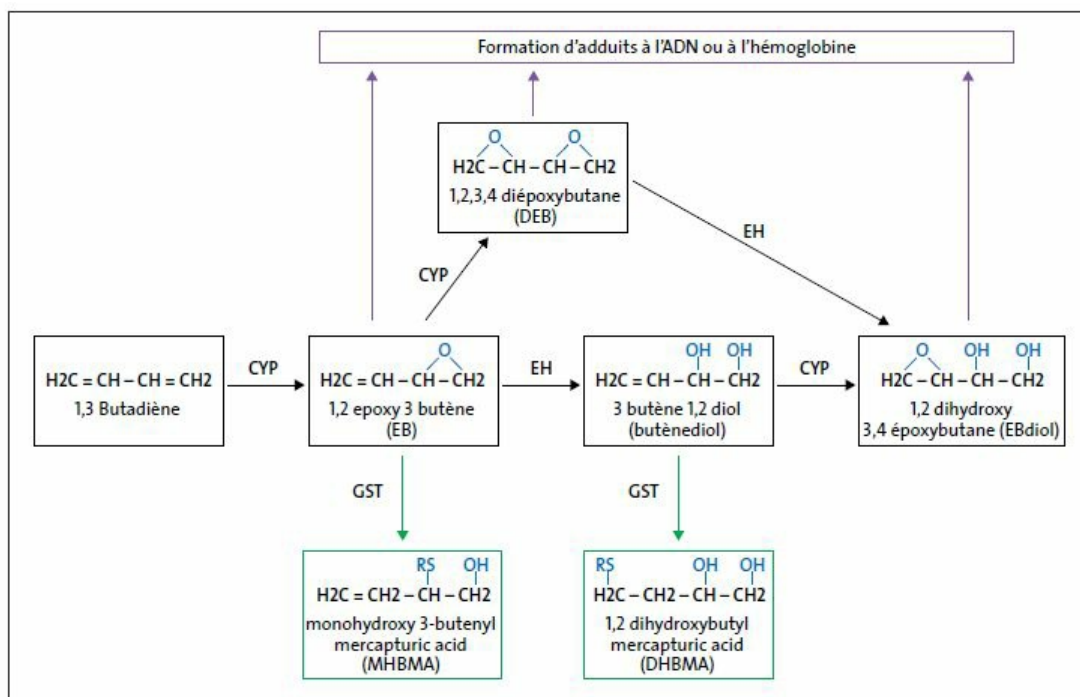 Formation d'adduits à l'ADN ou à l'hémoglobine
O O
H2C – CH – CH – CH2
1,2,3,4 diépoxybutane
(DEB)
EH
CYP
H2C = CH – CH = CH2
1,3 Butadiène
CYP
O
H2C = CH – CH – CH2
1,2 epoxy 3 butène
(EB)
EH
OH OH
H2C = CH – CH – CH2
3 butène 1,2 diol
(butènediol)
CYP
O OH OH
H2C – CH – CH – CH2
1,2 dihydroxy
3,4 époxybutane (EBdiol)
GST
GST
RS OH
H2C = CH2 – CH – CH2
monohydroxy 3-butenyl
mercapturic acid
(MHBMA)
RS OH OH
H2C – CH2 – CH – CH2
1,2 dihydroxybutyl
mercapturic acid
(DHBMA)